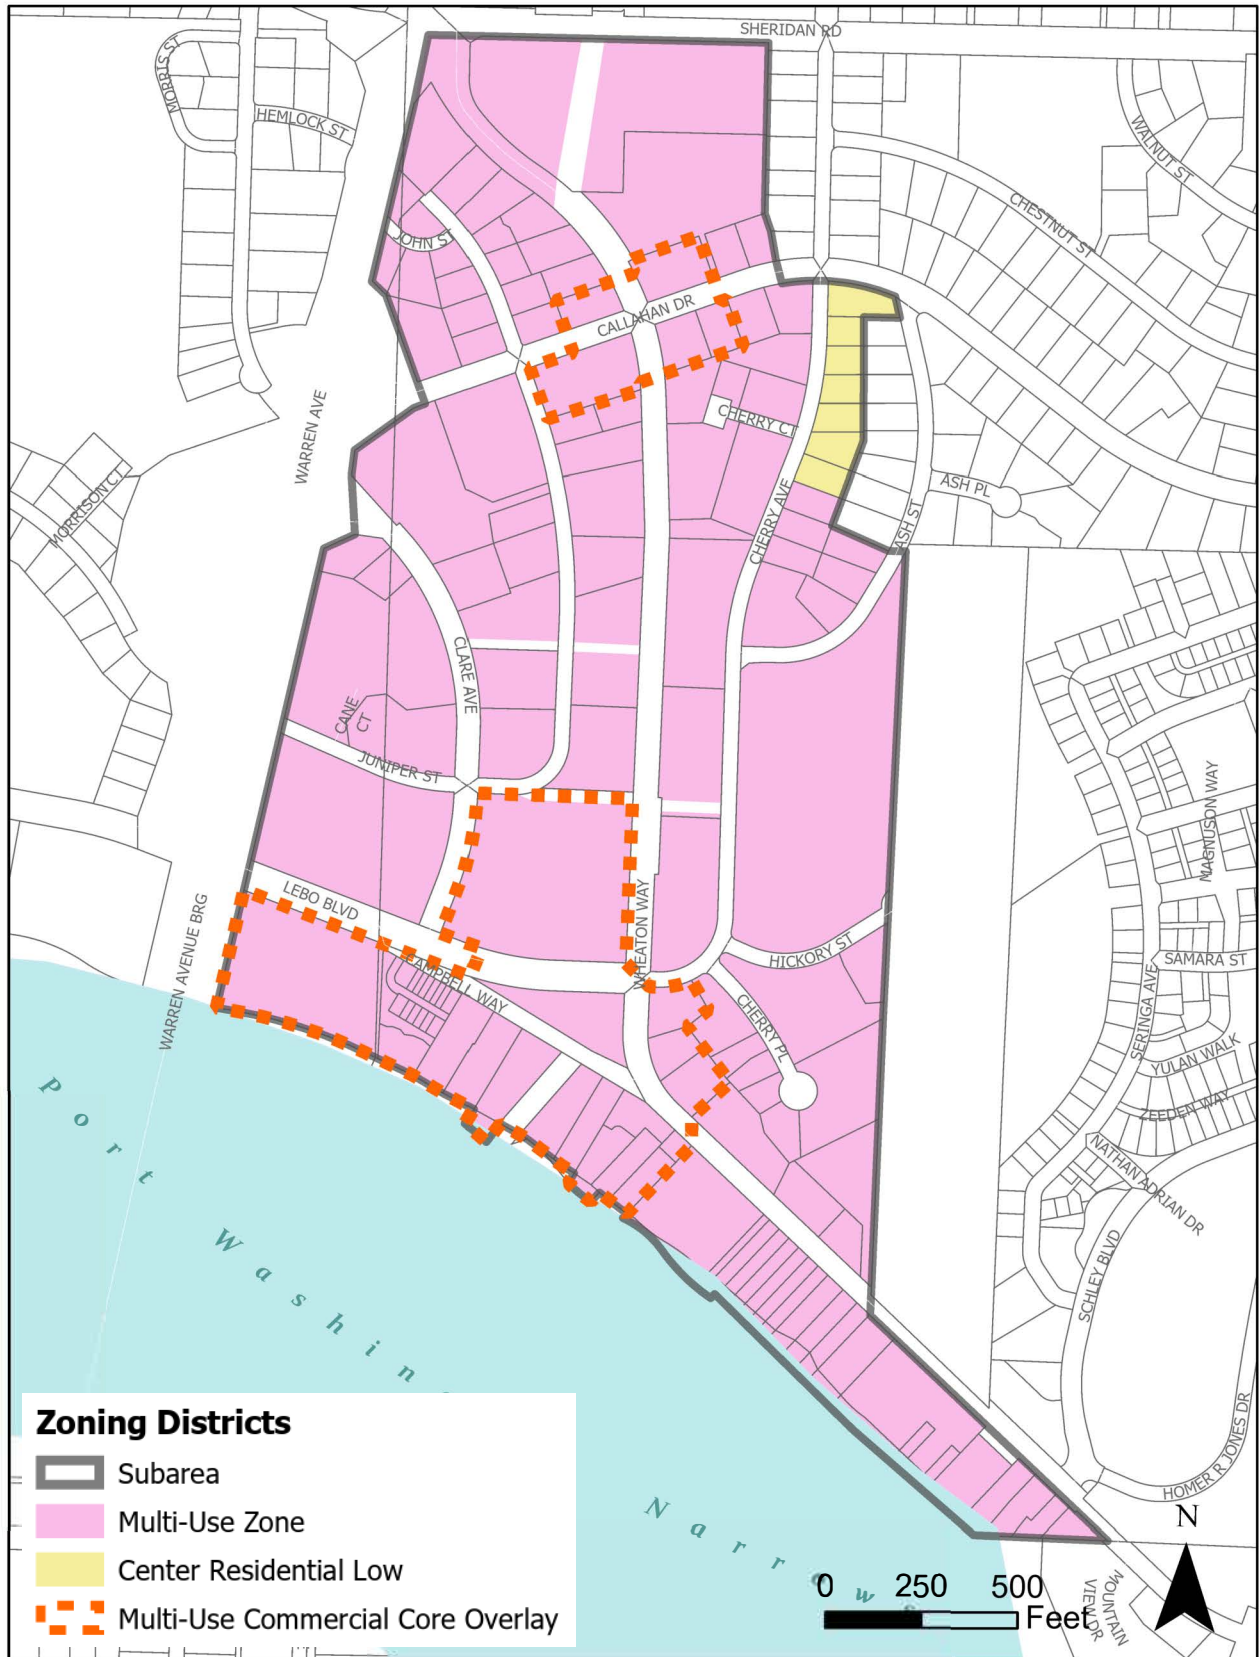 SHERIDAN RD
MORRIS ST
HEMLOCK ST
WALNUT ST
CHESTNUT ST
JOHN ST
CALLAHAN DR
WARREN AVE
CHERRY CT
MORRISON CT
CHERRY AVE
ASH PL
ASH ST
CLARE AVE
CANE
CT
JUNIPER ST
MAGNUSON WAY
LEBO BLVD
WHEATON WAY
WARREN AVENUE BRG
CAMPBELL WAY
HICKORY ST
SAMARA ST
CHERRY PL
SERINGA AVE
YULAN WALK
ZEEDEN WAY
NATHAN ADRIAN DR
SCHLEY BLVD
HOMER R JONES DR
Port
Washin
Narrows
Zoning Districts
Subarea
Multi-Use Zone
Center Residential Low
Multi-Use Commercial Core Overlay
N
0 250 500
Feet
MOUNTAIN
VIEW DR